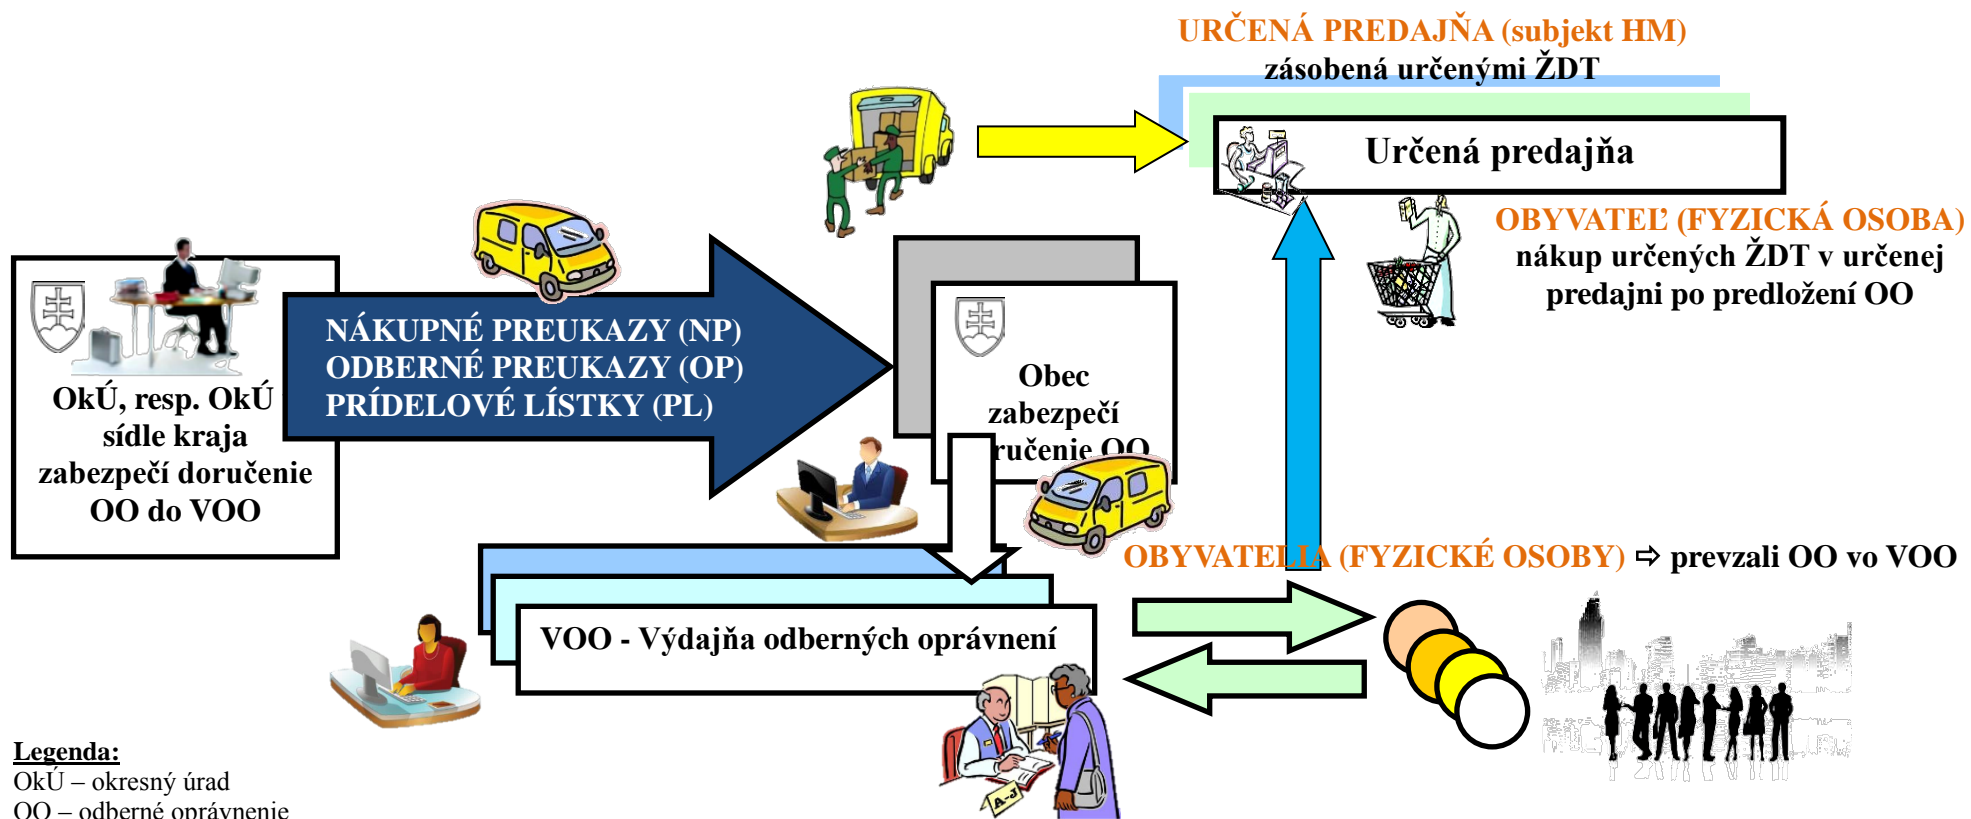 URČENÁ PREDAJŇA (subjekt HM)
zásobená určenými ŽDT
Určená predajňa
OBYVATEĽ (FYZICKÁ OSOBA)
nákup určených ŽDT v určenej
predajni po predložení OO
NÁKUPNÉ PREUKAZY (NP)
ODBERNÉ PREUKAZY (OP)
PRÍDELOVÉ LÍSTKY (PL)
OkÚ, resp. OkÚ
sídle kraja
zabezpečí doručenie
OO do VOO
Obec
zabezpečí
ručenie OO
OBYVATELIA (FYZICKÉ OSOBY) ⇨ prevzali OO vo VOO
VOO - Výdajňa odberných oprávnení
A-J
Legenda:
OkÚ – okresný úrad
OO – odberné oprávnenie